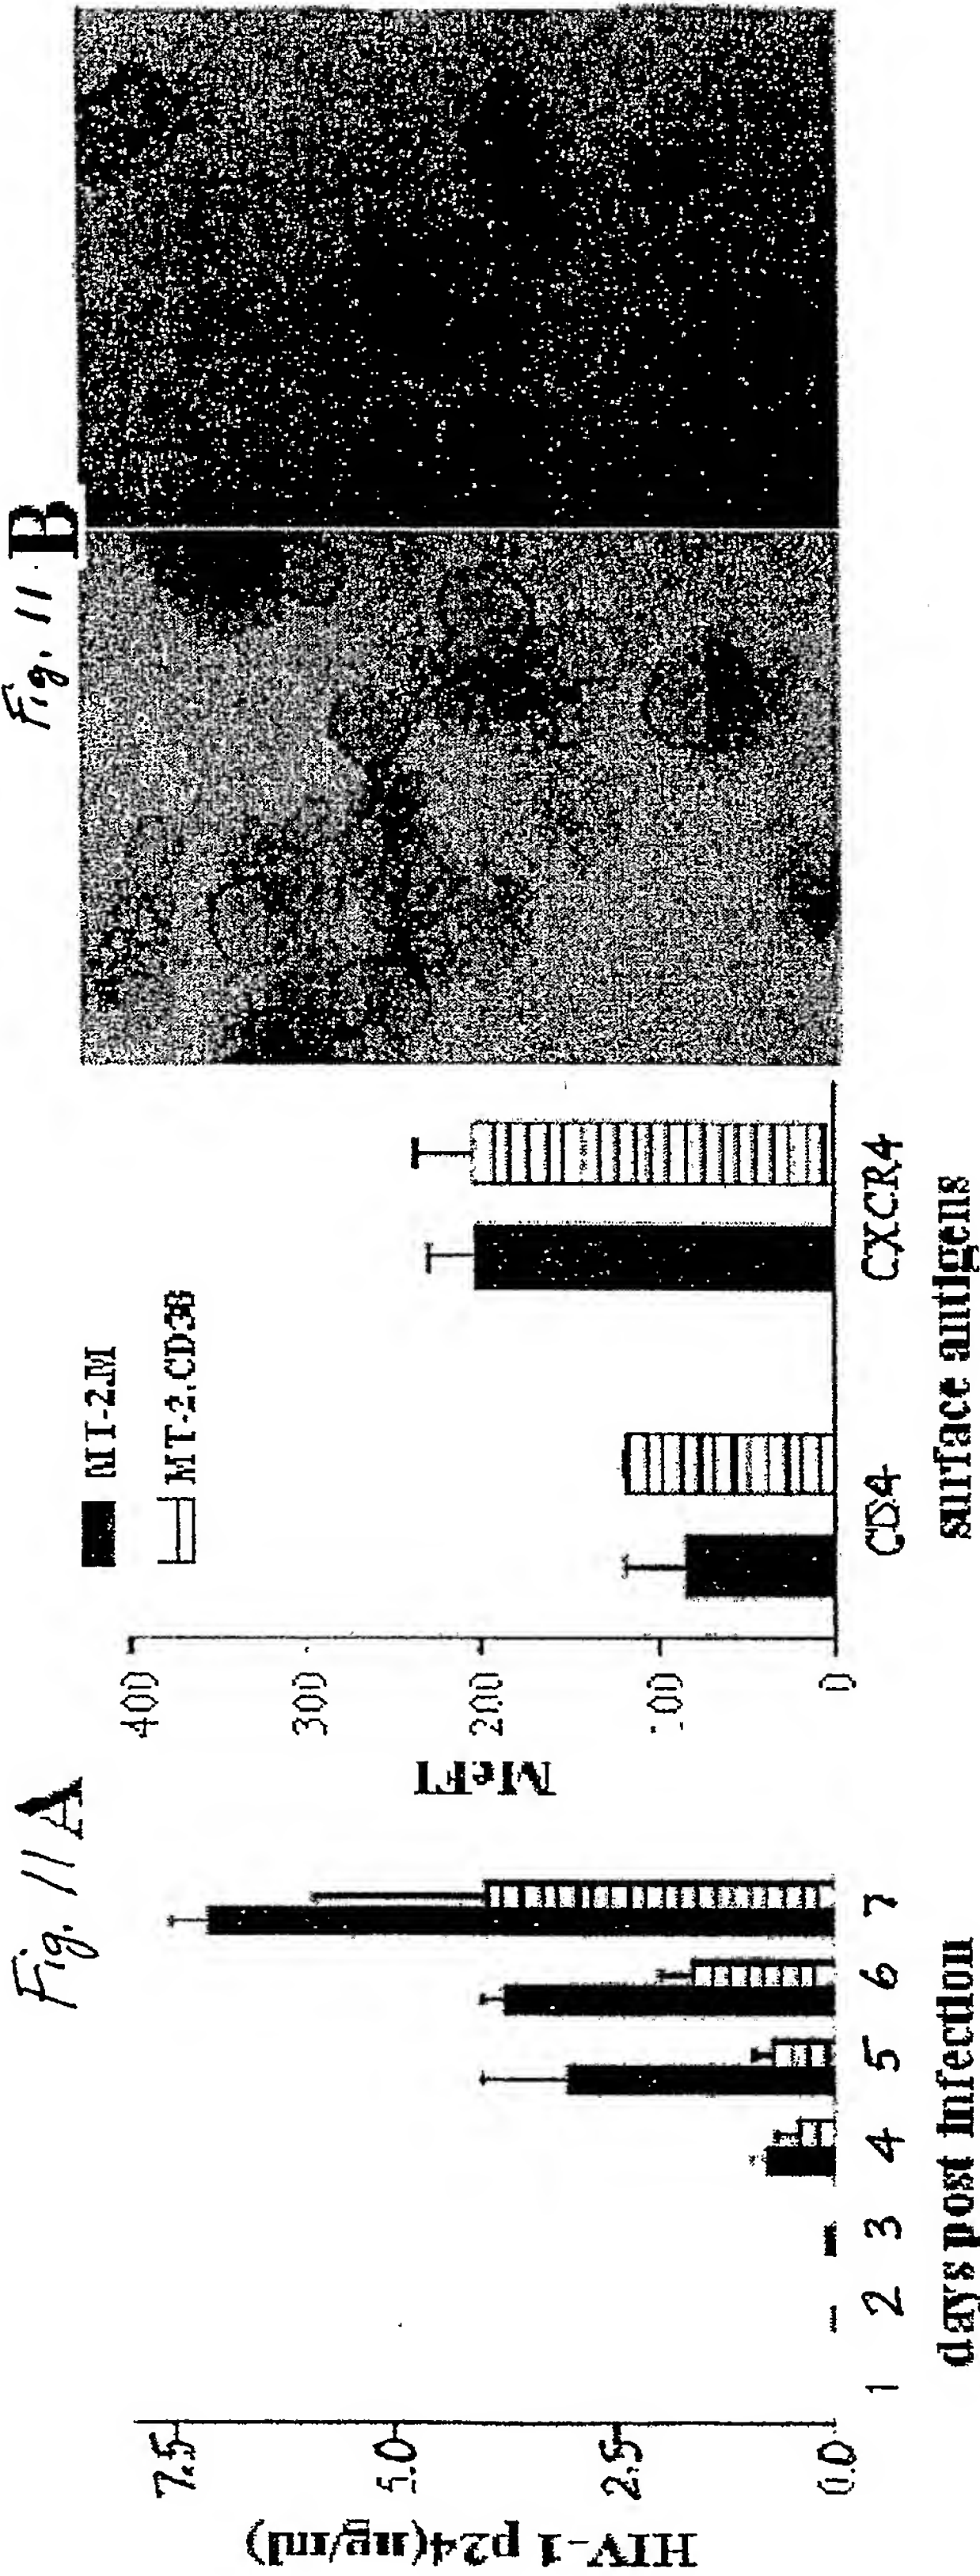 Fig. 11 A
HIV-1 p24(ng/ml)
7.5
5.0
2.5
0.0
1 2 3 4 5 6 7
days post infection
MeFI
400
300
200
100
0
MT-2.M
MT-2.CD38
CD4 CXCR4
surface antigens
Fig. 11 B